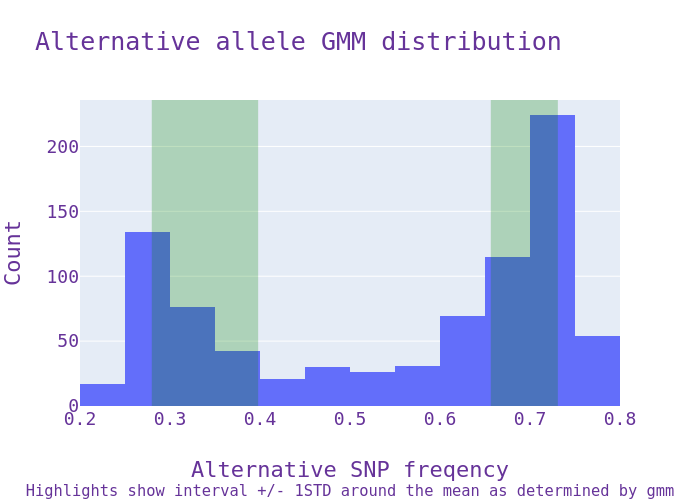 Alternative allele GMM distribution
Count
200
150
100
50
0
0.2 0.3 0.4 0.5 0.6 0.7 0.8
Alternative SNP freqency
Highlights show interval +/- 1STD around the mean as determined by gmm